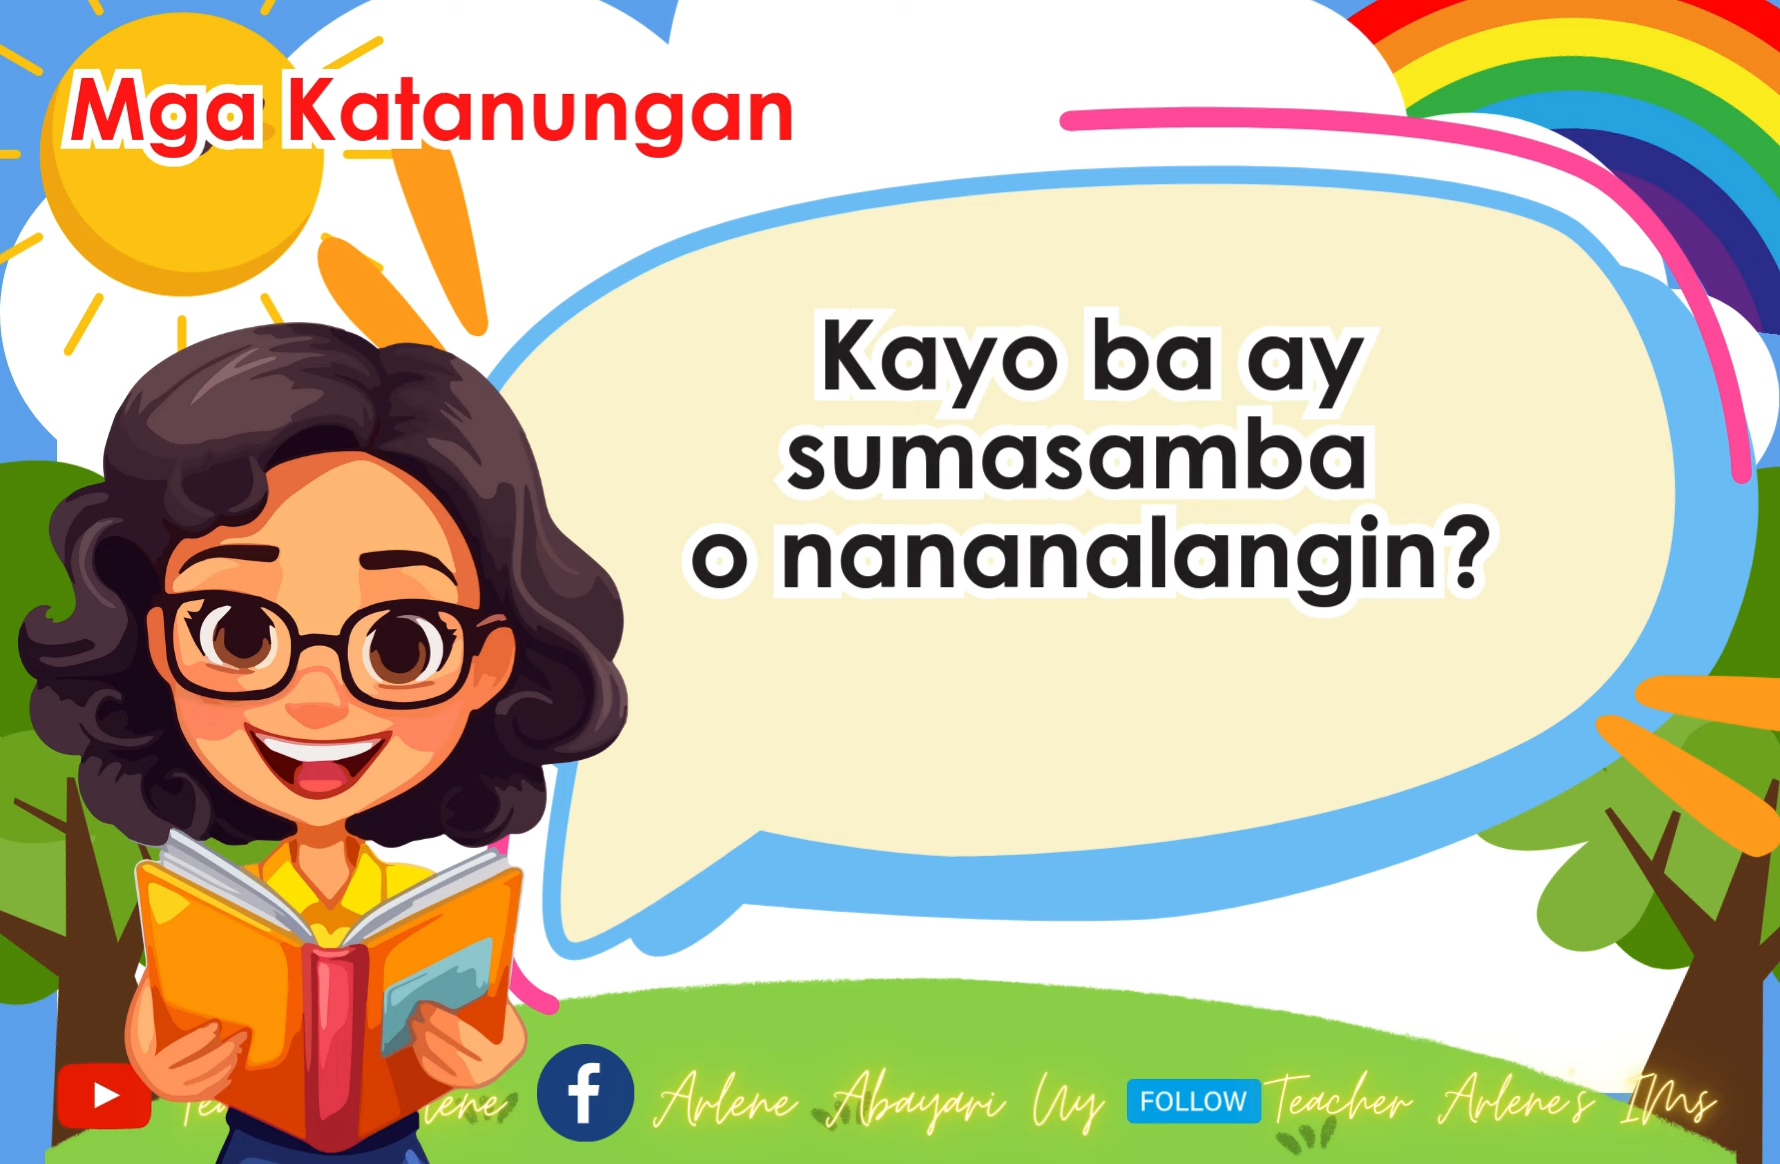 Mga Katanungan
Kayo ba ay
sumasamba
o nananalangin?
Arlene Abayari Uy FOLLOW Teacher Arlene's IMs